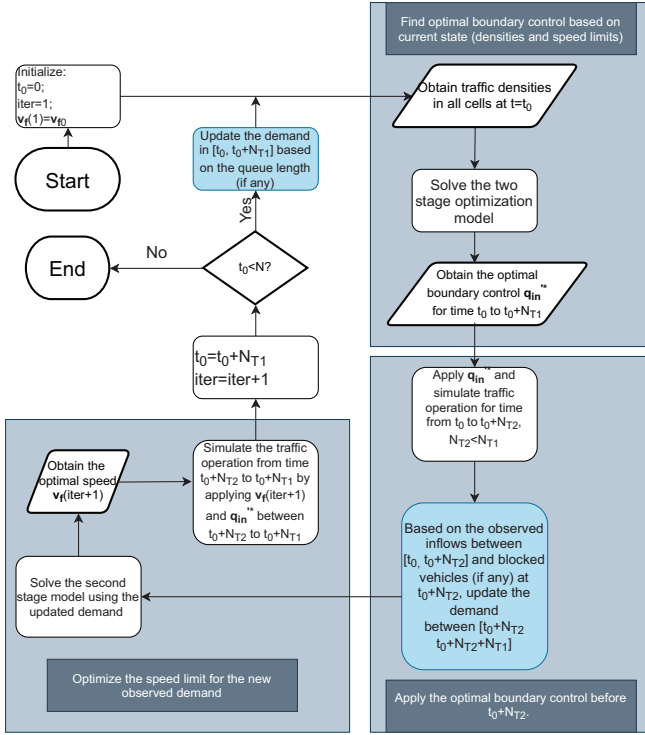 Find optimal boundary control based on
current state (densities and speed limits)
Initialize:
t0=0;
iter=1;
vf(1)=vf0
Obtain traffic densities
in all cells at t=t0
Update the demand
in [t0, t0+NT1] based
on the queue length
(if any)
Start
Solve the two
stage optimization
model
Yes
No
End
t0<N?
Obtain the optimal
boundary control qin'*
for time t0 to t0+NT1
t0=t0+NT1
iter=iter+1
Apply qin'* and
simulate traffic
operation for time
from t0 to t0+NT2,
NT2<NT1
Obtain the
optimal speed
vf(iter+1)
Simulate the traffic
operation from time
t0+NT2 to t0+NT1 by
applying vf(iter+1)
and qin'* between
t0+NT2 to t0+NT1
Based on the observed
inflows between
[t0, t0+NT2] and blocked
vehicles (if any) at
t0+NT2, update the
demand
between [t0+NT2
t0+NT2+NT1]
Solve the second
stage model using the
updated demand
Optimize the speed limit for the new
observed demand
Apply the optimal boundary control before
t0+NT2.